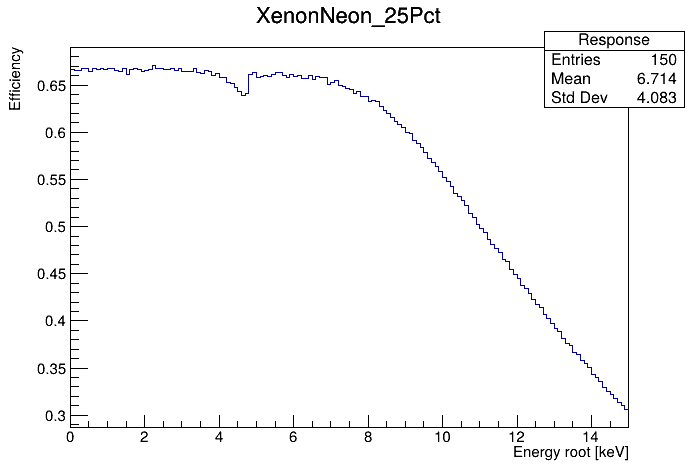 XenonNeon_25Pct
Response
Entries 150
Mean 6.714
Std Dev 4.083
Efficiency
0.65
0.6
0.55
0.5
0.45
0.4
0.35
0.3
0 2 4 6 8 10 12 14
Energy root [keV]